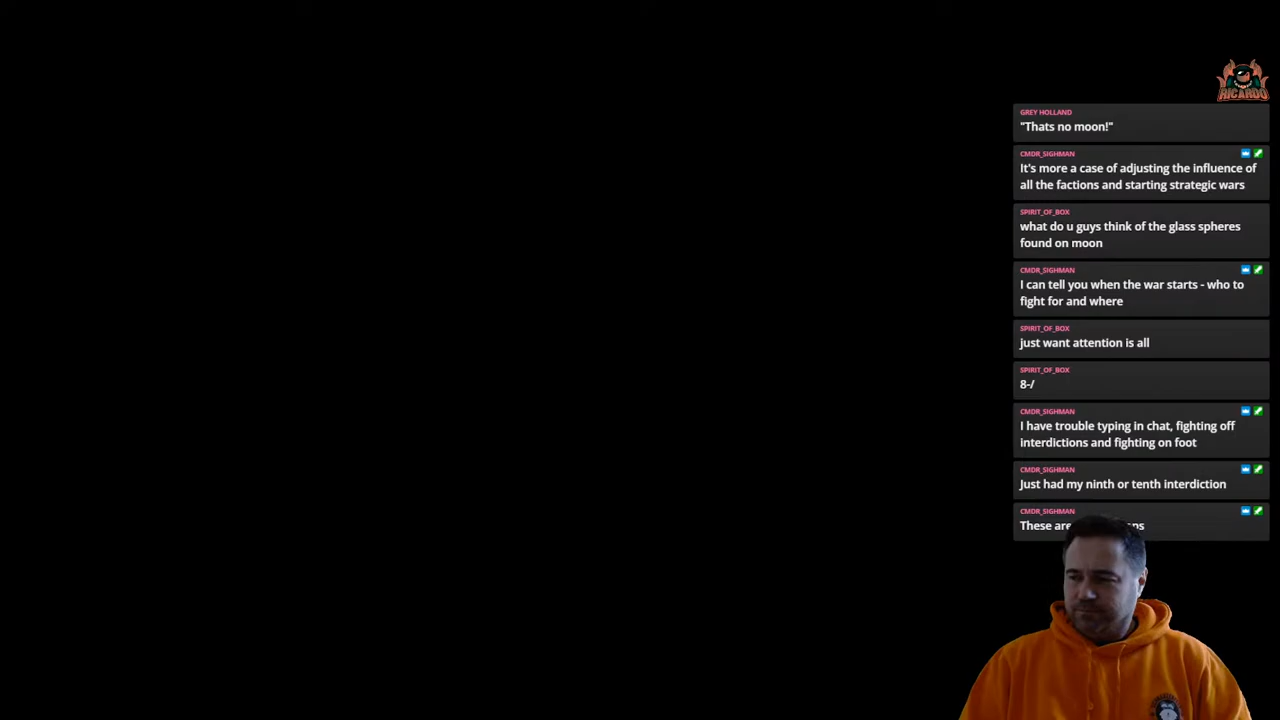 RICARDO
GREY HOLLAND
"Thats no moon!"
CMDR_SIGHMAN
It's more a case of adjusting the influence of
all the factions and starting strategic wars
SPIRIT_OF_BOX
what do u guys think of the glass spheres
found on moon
CMDR_SIGHMAN
I can tell you when the war starts - who to
fight for and where
SPIRIT_OF_BOX
just want attention is all
SPIRIT_OF_BOX
8-/
CMDR_SIGHMAN
I have trouble typing in chat, fighting off
interdictions and fighting on foot
CMDR_SIGHMAN
Just had my ninth or tenth interdiction
CMDR_SIGHMAN
These are